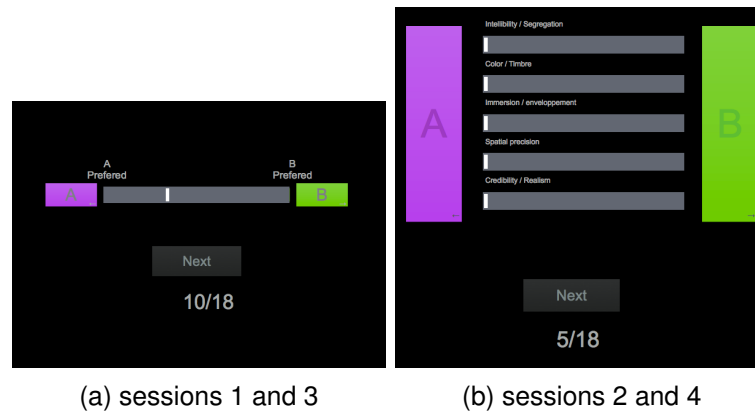 A
Prefered
B
Prefered
A
←
B
→
Next
10/18
(a) sessions 1 and 3
Intellibility / Segregation
Color / Timbre
Immersion / enveloppement
Spatial precision
Credibility / Realism
A
←
B
→
Next
5/18
(b) sessions 2 and 4